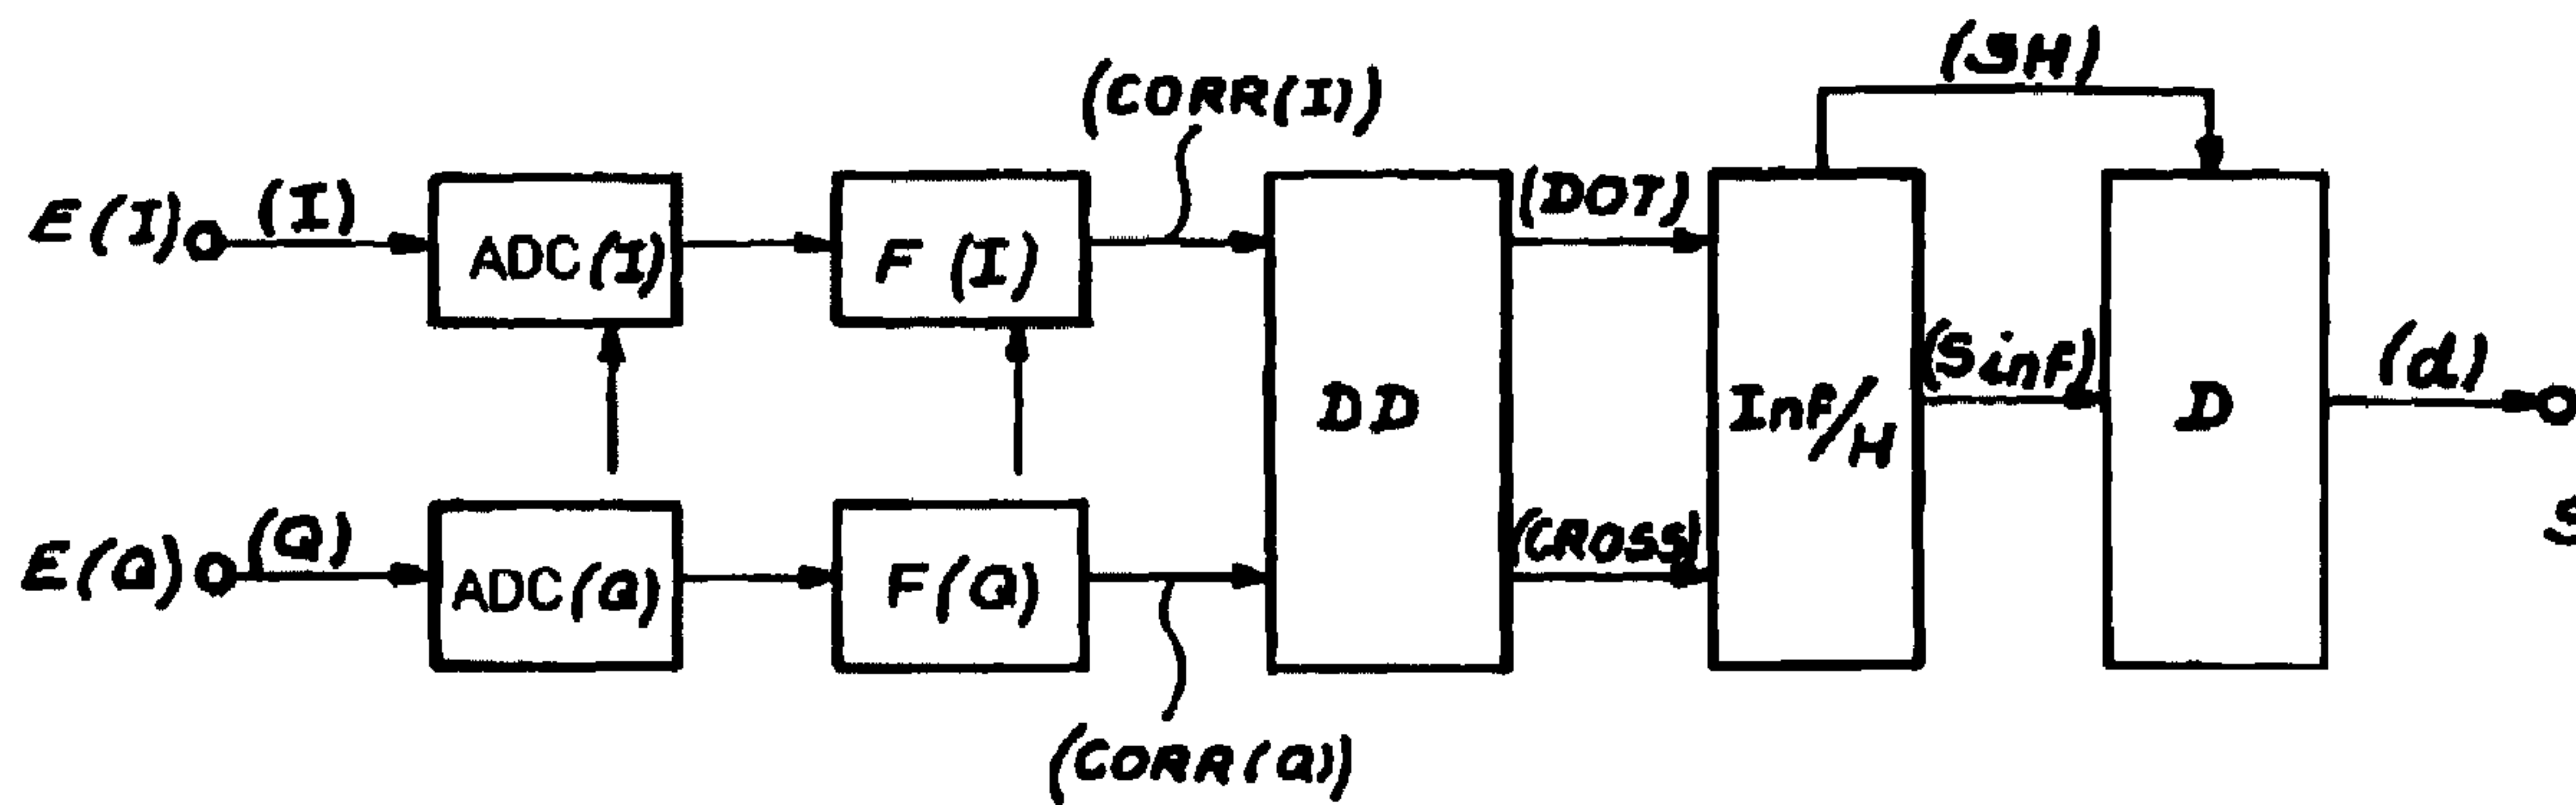 (SH)
(CORR(I))
E(I) (I) ADC(I) F(I) (DOT)
DD Inf/H (Sinf) D (d)
E(Q) (Q) ADC(Q) F(Q) (CROSS) S
(CORR(Q))